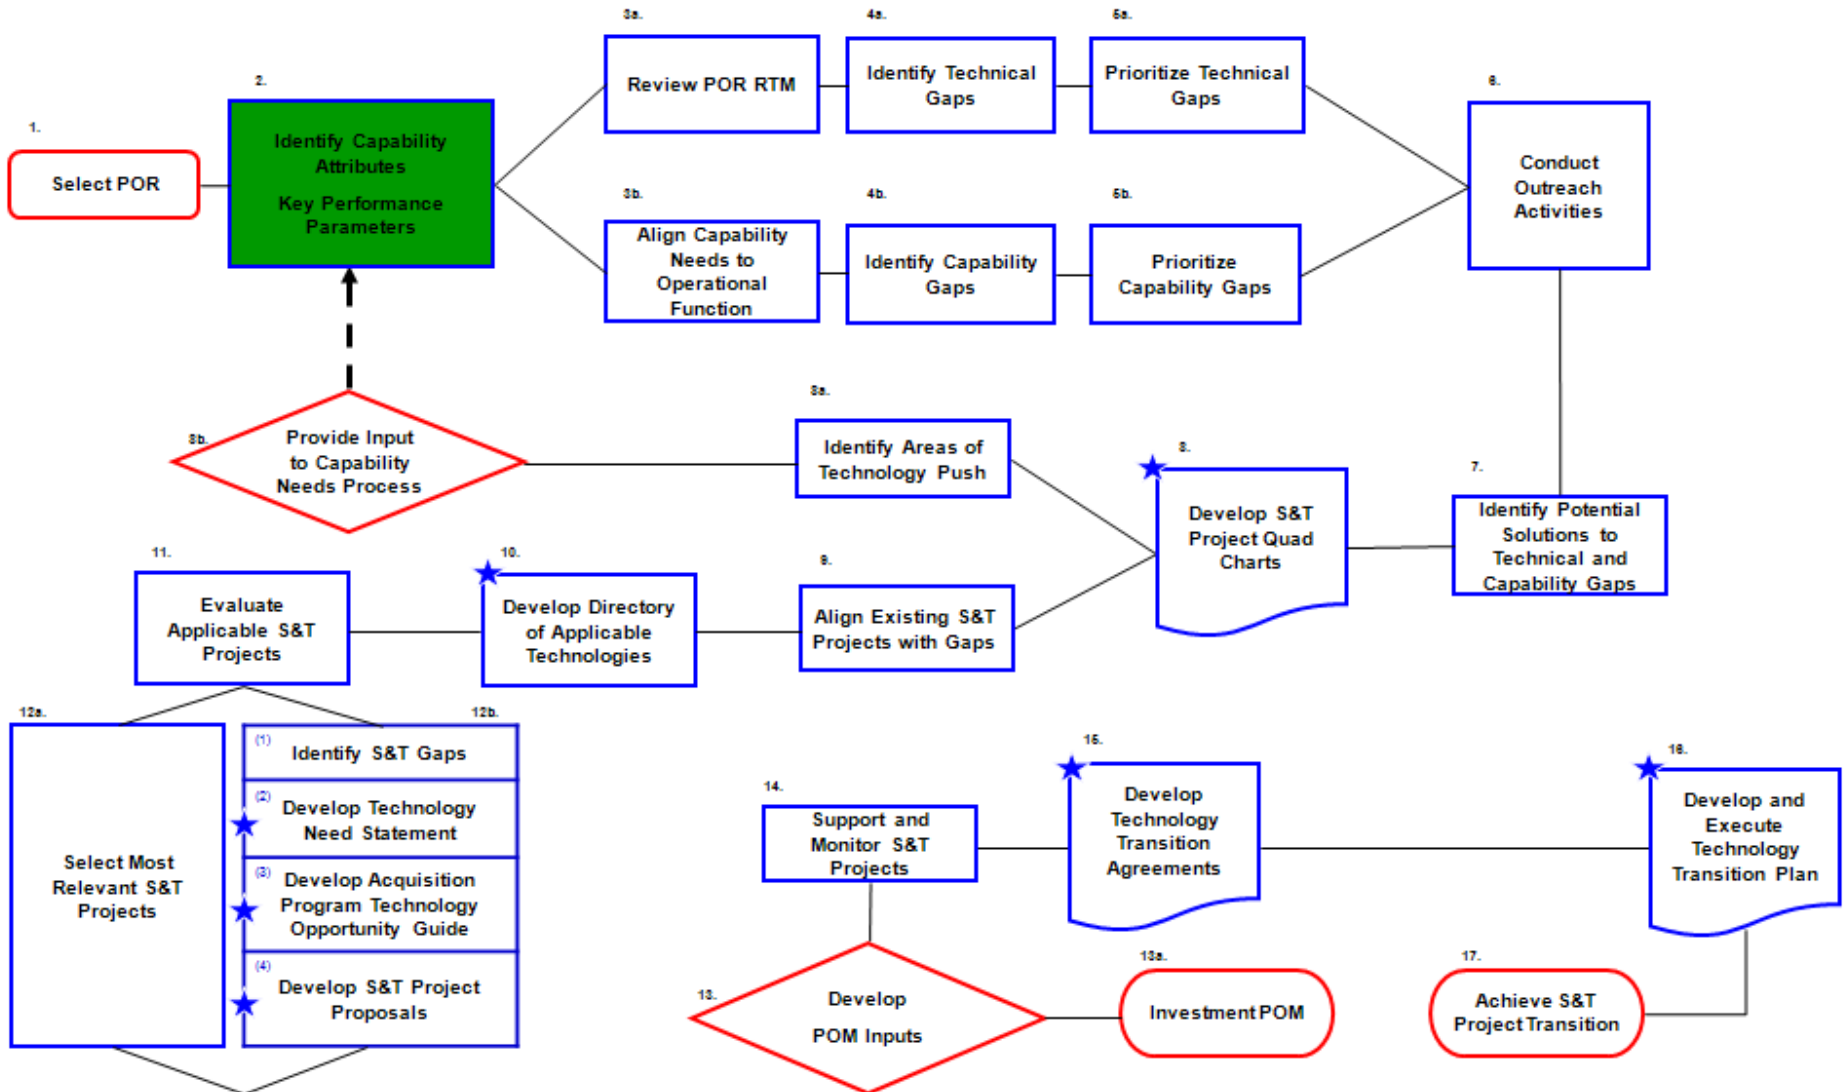 1.
Select POR
2.
Identify Capability
Attributes
Key Performance
Parameters
3a.
Review POR RTM
4a.
Identify Technical
Gaps
5a.
Prioritize Technical
Gaps
3b.
Align Capability
Needs to
Operational
Function
4b.
Identify Capability
Gaps
5b.
Prioritize
Capability Gaps
6.
Conduct
Outreach
Activities
7.
Identify Potential
Solutions to
Technical and
Capability Gaps
8.
Develop S&T
Project Quad
Charts
8a.
Identify Areas of
Technology Push
8b.
Provide Input
to Capability
Needs Process
9.
Align Existing S&T
Projects with Gaps
10.
Develop Directory
of Applicable
Technologies
11.
Evaluate
Applicable S&T
Projects
12a.
Select Most
Relevant S&T
Projects
12b.
(1)
Identify S&T Gaps
(2)
Develop Technology
Need Statement
(3)
Develop Acquisition
Program Technology
Opportunity Guide
(4)
Develop S&T Project
Proposals
13.
Develop
POM Inputs
13a.
Investment POM
14.
Support and
Monitor S&T
Projects
15.
Develop
Technology
Transition
Agreements
16.
Develop and
Execute
Technology
Transition Plan
17.
Achieve S&T
Project Transition